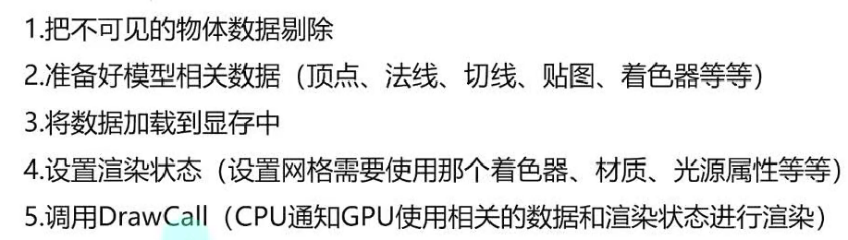 1.把不可见的物体数据剔除
2.准备好模型相关数据（顶点、法线、切线、贴图、着色器等等）
3.将数据加载到显存中
4.设置渲染状态（设置网格需要使用那个着色器、材质、光源属性等等）
5.调用DrawCall（CPU通知GPU使用相关的数据和渲染状态进行渲染）